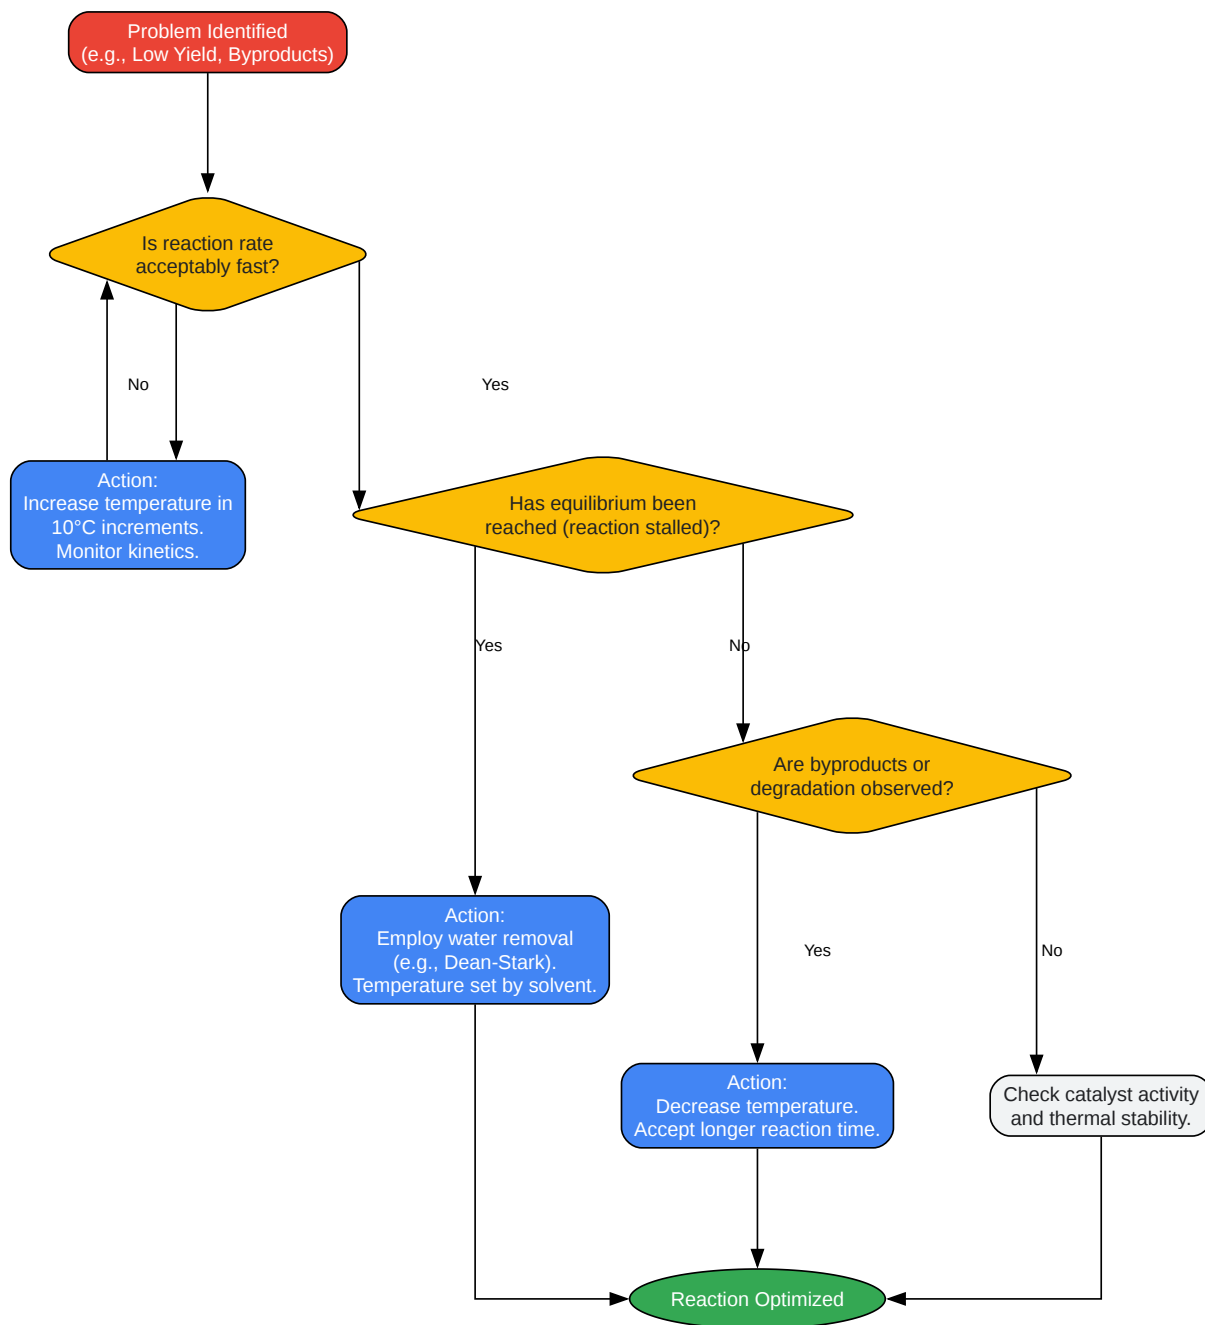 Problem Identified
(e.g., Low Yield, Byproducts)
Is reaction rate
acceptably fast?
No
Yes
Action:
Increase temperature in
10°C increments.
Monitor kinetics.
Has equilibrium been
reached (reaction stalled)?
Yes
No
Are byproducts or
degradation observed?
Action:
Employ water removal
(e.g., Dean-Stark).
Temperature set by solvent.
Yes
No
Action:
Decrease temperature.
Accept longer reaction time.
Check catalyst activity
and thermal stability.
Reaction Optimized